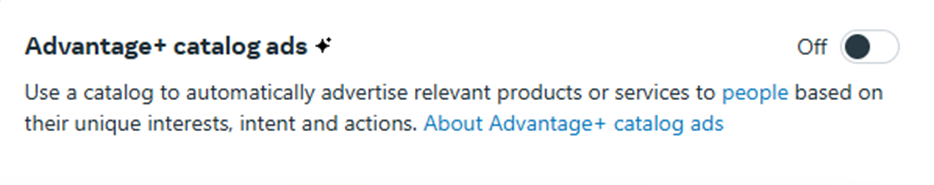 Advantage+ catalog ads
Off
Use a catalog to automatically advertise relevant products or services to people based on
their unique interests, intent and actions. About Advantage+ catalog ads